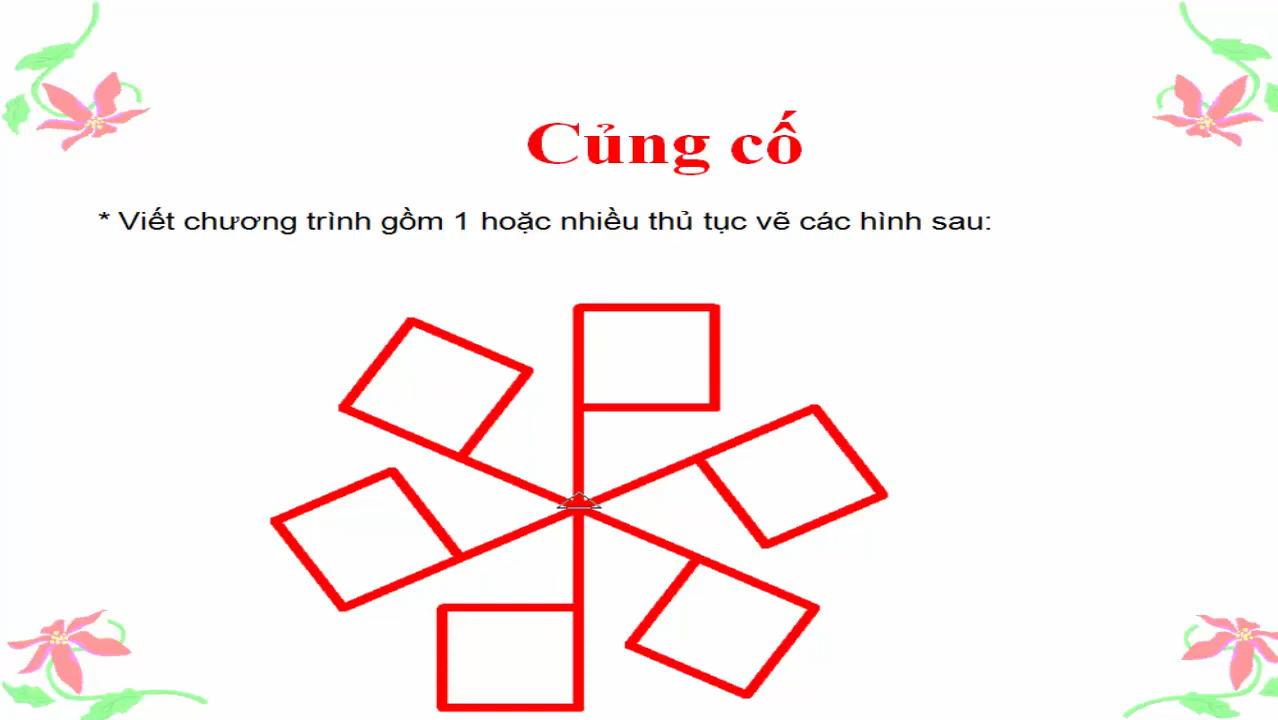 Củng cố
* Viết chương trình gồm 1 hoặc nhiều thủ tục vẽ các hình sau: